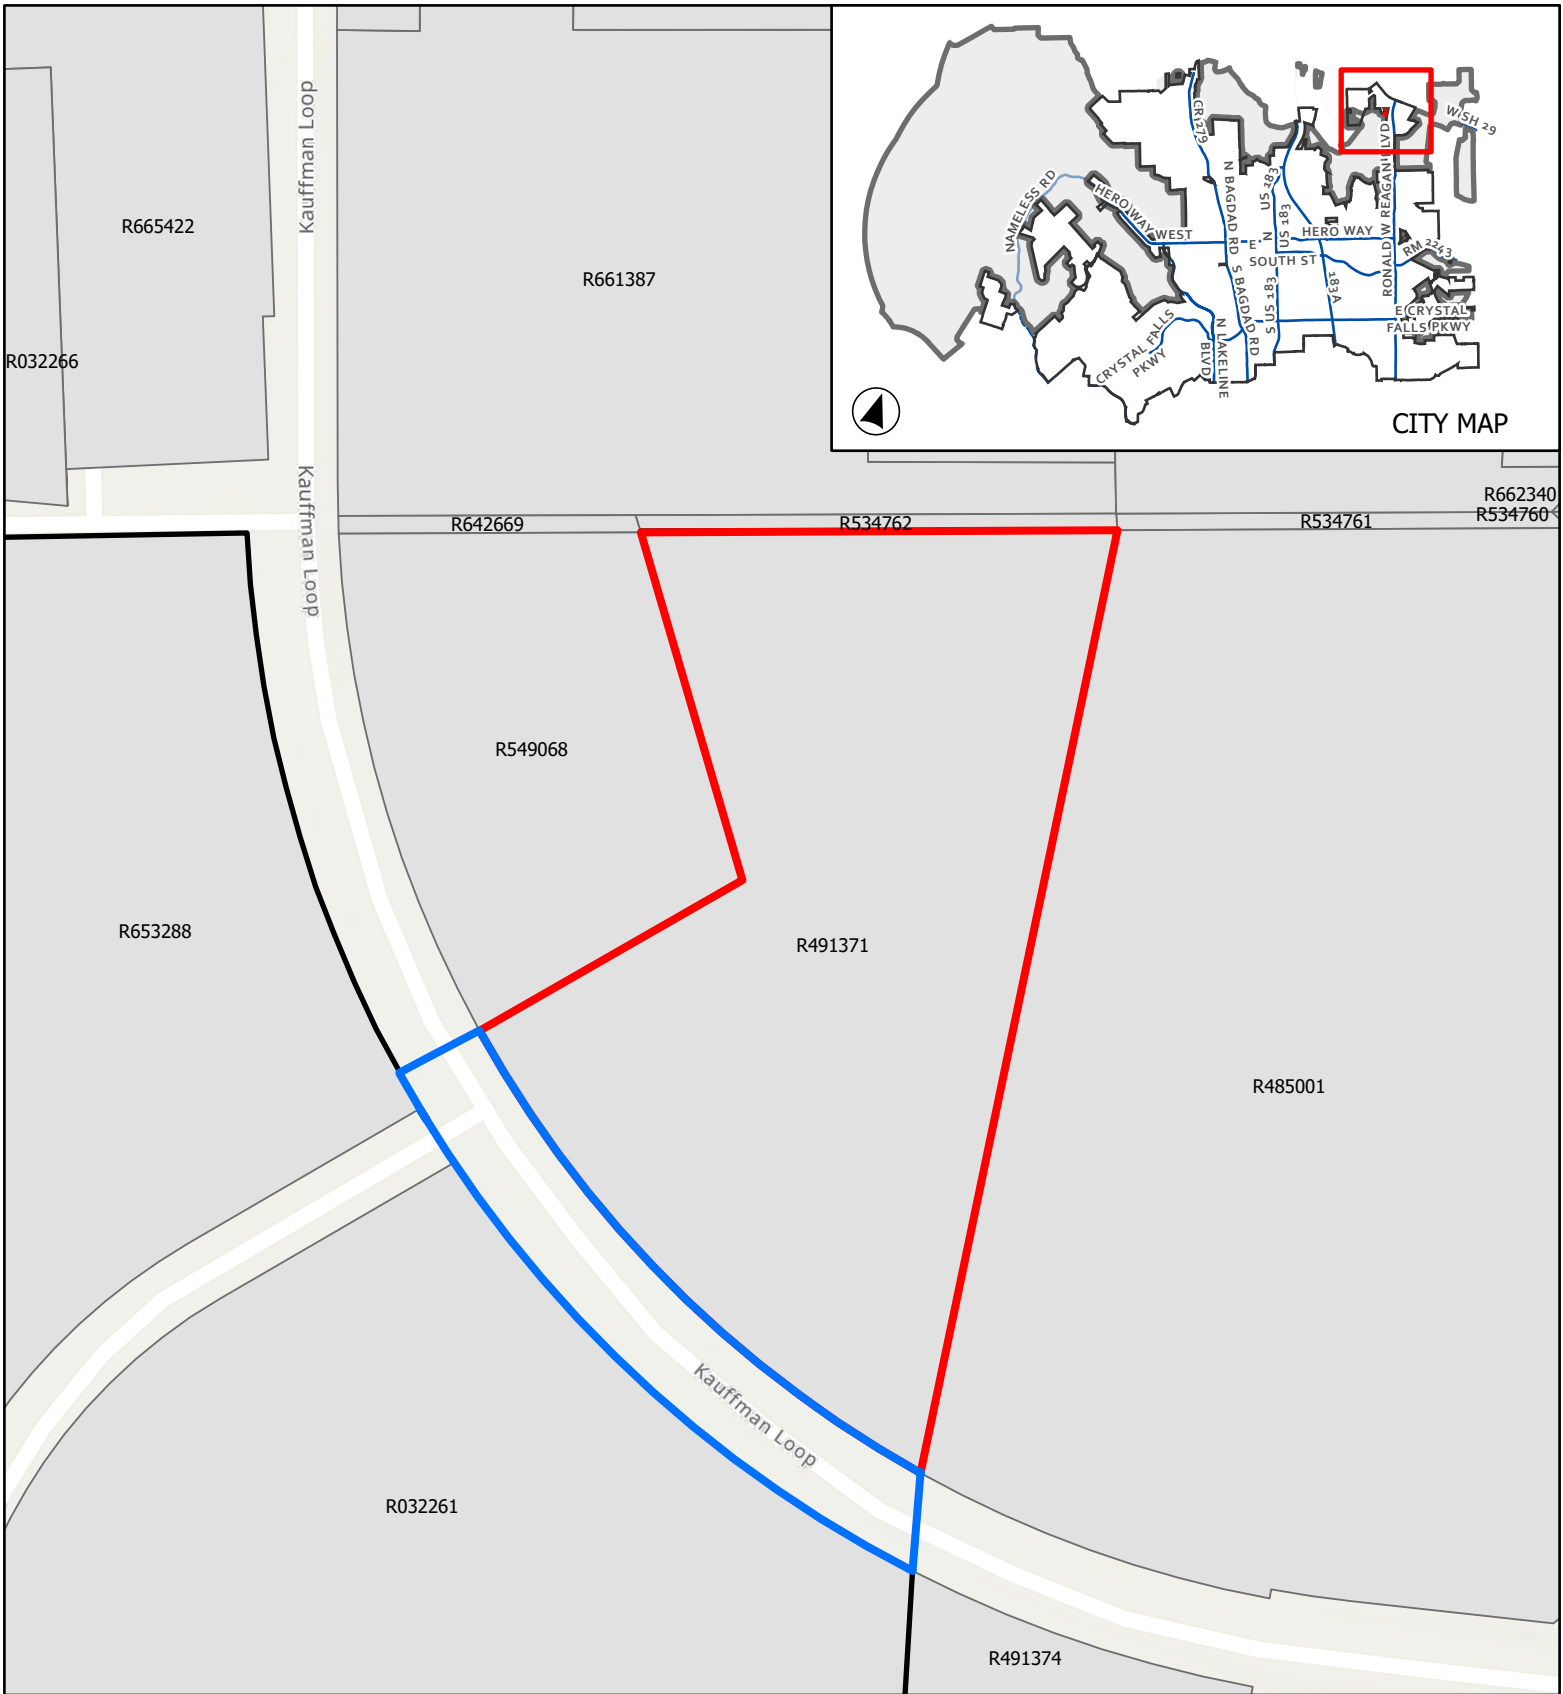 Kauffman Loop
R665422
R661387
R032266
CR 279
W SH 29
NAMELESS RD
HERO WAY
WEST
N BAGDAD RD
N
US 183
US 183
E
HERO WAY
SOUTH ST
RONALD W REAGAN BLVD
RM 2243
S BAGDAD RD
S US 183
183A
E CRYSTAL
FALLS PKWY
CRYSTAL FALLS
PKWY
N LAKELINE
BLVD
CITY MAP
Kauffman Loop
R662340
R534760
R642669
R534762
R534761
R549068
R653288
R491371
R485001
Kauffman Loop
R032261
R491374